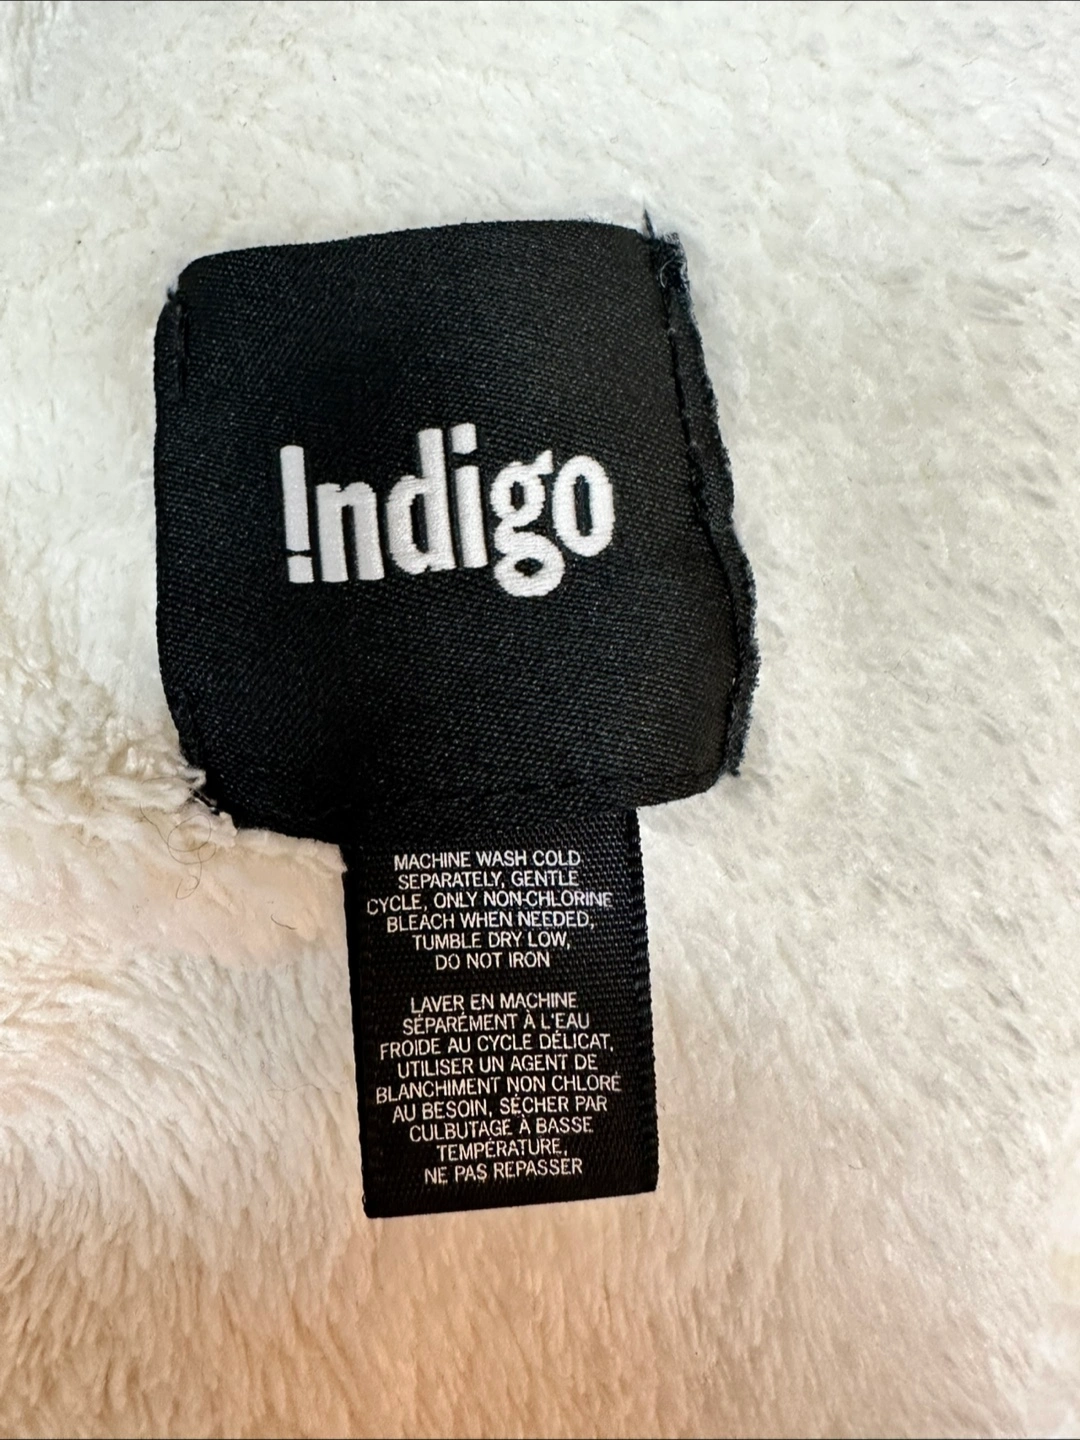 !ndigo
MACHINE WASH COLD
SEPARATELY, GENTLE
CYCLE, ONLY NON-CHLORINE
BLEACH WHEN NEEDED,
TUMBLE DRY LOW,
DO NOT IRON
LAVER EN MACHINE
SÉPARÉMENT À L'EAU
FROIDE AU CYCLE DÉLICAT,
UTILISER UN AGENT DE
BLANCHIMENT NON CHLORÉ
AU BESOIN, SÉCHER PAR
CULBUTAGE À BASSE
TEMPÉRATURE,
NE PAS REPASSER